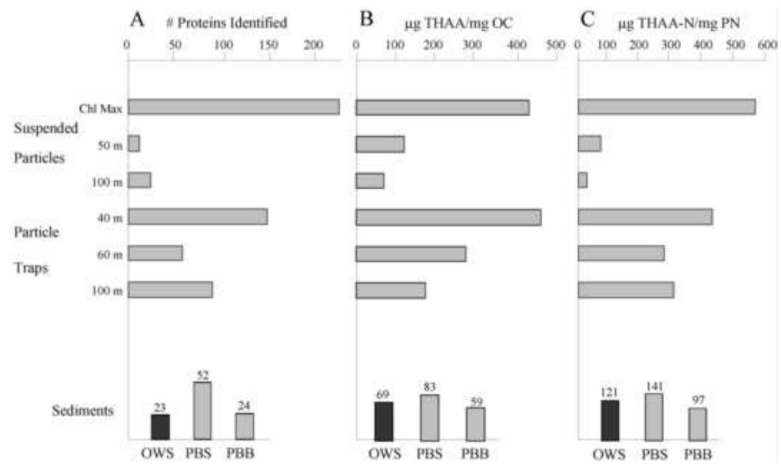 A # Proteins Identified
0 50 100 150 200
B µg THAA/mg OC
0 100 200 300 400 500
C µg THAA-N/mg PN
0 100 200 300 400 500 600
Suspended
Particles
Chl Max
50 m
100 m
Particle
Traps
40 m
60 m
100 m
Sediments
23 52 24
OWS PBS PBB
69 83 59
OWS PBS PBB
121 141 97
OWS PBS PBB